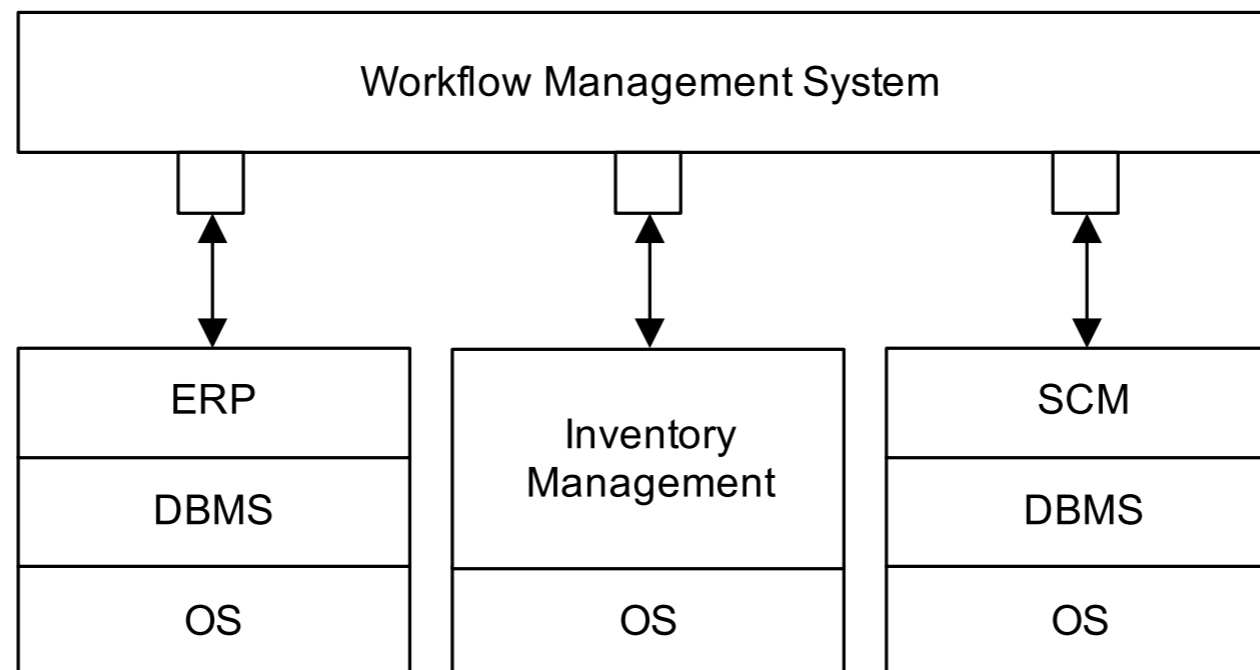 Workflow Management System
ERP
DBMS
OS
Inventory
Management
OS
SCM
DBMS
OS